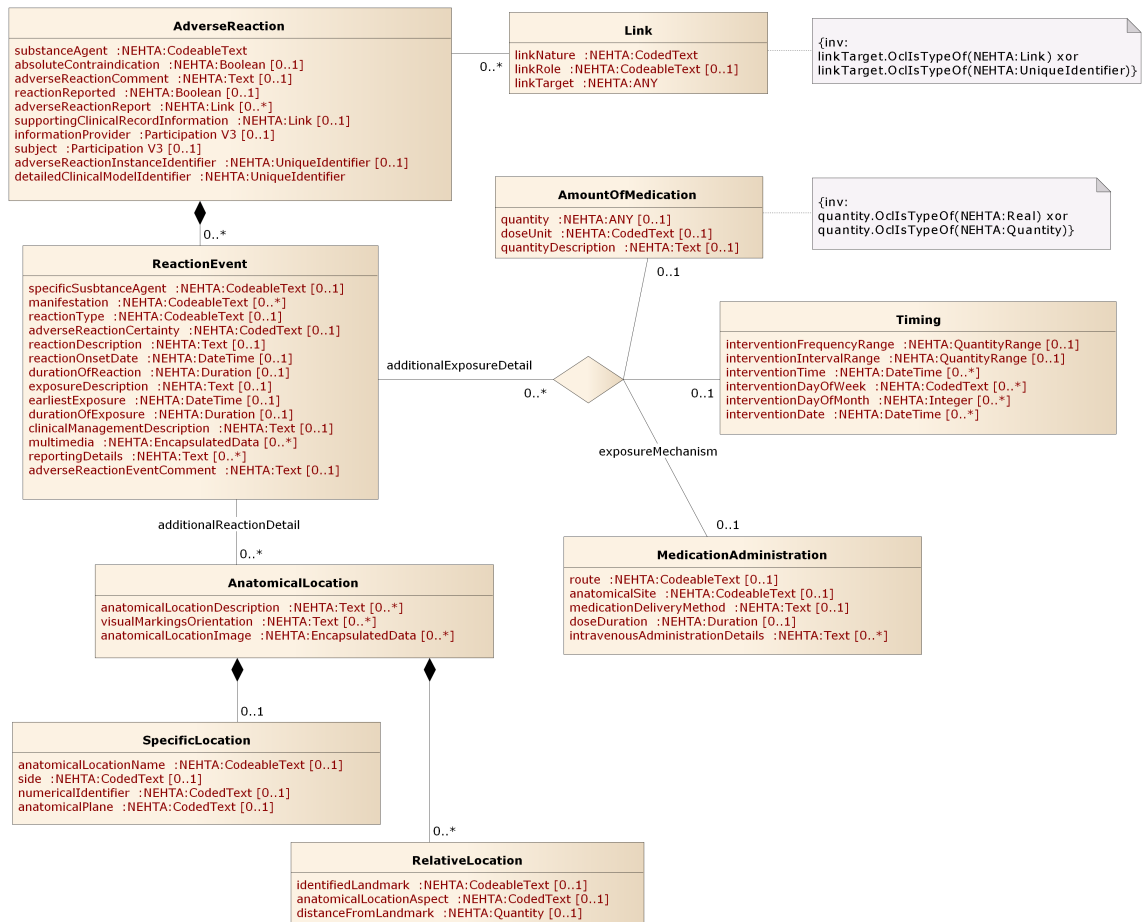 AdverseReaction
substanceAgent :NEHTA:CodeableText
absoluteContraindication :NEHTA:Boolean [0..1]
adverseReactionComment :NEHTA:Text [0..1]
reactionReported :NEHTA:Boolean [0..1]
adverseReactionReport :NEHTA:Link [0..*]
supportingClinicalRecordInformation :NEHTA:Link [0..1]
informationProvider :Participation V3 [0..1]
subject :Participation V3 [0..1]
adverseReactionInstanceIdentifier :NEHTA:UniqueIdentifier [0..1]
detailedClinicalModelIdentifier :NEHTA:UniqueIdentifier
0..*
Link
linkNature :NEHTA:CodedText
linkRole :NEHTA:CodeableText [0..1]
linkTarget :NEHTA:ANY
{inv:
linkTarget.OclIsTypeOf(NEHTA:Link) xor
linkTarget.OclIsTypeOf(NEHTA:UniqueIdentifier)}
AmountOfMedication
quantity :NEHTA:ANY [0..1]
doseUnit :NEHTA:CodedText [0..1]
quantityDescription :NEHTA:Text [0..1]
0..1
{inv:
quantity.OclIsTypeOf(NEHTA:Real) xor
quantity.OclIsTypeOf(NEHTA:Quantity)}
0..*
ReactionEvent
specificSusbtanceAgent :NEHTA:CodeableText [0..1]
manifestation :NEHTA:CodeableText [0..*]
reactionType :NEHTA:CodeableText [0..1]
adverseReactionCertainty :NEHTA:CodedText [0..1]
reactionDescription :NEHTA:Text [0..1]
reactionOnsetDate :NEHTA:DateTime [0..1]
durationOfReaction :NEHTA:Duration [0..1]
exposureDescription :NEHTA:Text [0..1]
earliestExposure :NEHTA:DateTime [0..1]
durationOfExposure :NEHTA:Duration [0..1]
clinicalManagementDescription :NEHTA:Text [0..1]
multimedia :NEHTA:EncapsulatedData [0..*]
reportingDetails :NEHTA:Text [0..*]
adverseReactionEventComment :NEHTA:Text [0..1]
additionalExposureDetail
0..*
0..1
Timing
interventionFrequencyRange :NEHTA:QuantityRange [0..1]
interventionIntervalRange :NEHTA:QuantityRange [0..1]
interventionTime :NEHTA:DateTime [0..*]
interventionDayOfWeek :NEHTA:CodedText [0..*]
interventionDayOfMonth :NEHTA:Integer [0..*]
interventionDate :NEHTA:DateTime [0..*]
exposureMechanism
0..1
additionalReactionDetail
0..*
MedicationAdministration
route :NEHTA:CodeableText [0..1]
anatomicalSite :NEHTA:CodeableText [0..1]
medicationDeliveryMethod :NEHTA:Text [0..1]
doseDuration :NEHTA:Duration [0..1]
intravenousAdministrationDetails :NEHTA:Text [0..*]
AnatomicalLocation
anatomicalLocationDescription :NEHTA:Text [0..*]
visualMarkingsOrientation :NEHTA:Text [0..*]
anatomicalLocationImage :NEHTA:EncapsulatedData [0..*]
0..1
SpecificLocation
anatomicalLocationName :NEHTA:CodeableText [0..1]
side :NEHTA:CodedText [0..1]
numericalIdentifier :NEHTA:CodedText [0..1]
anatomicalPlane :NEHTA:CodedText [0..1]
0..*
RelativeLocation
identifiedLandmark :NEHTA:CodeableText [0..1]
anatomicalLocationAspect :NEHTA:CodedText [0..1]
distanceFromLandmark :NEHTA:Quantity [0..1]